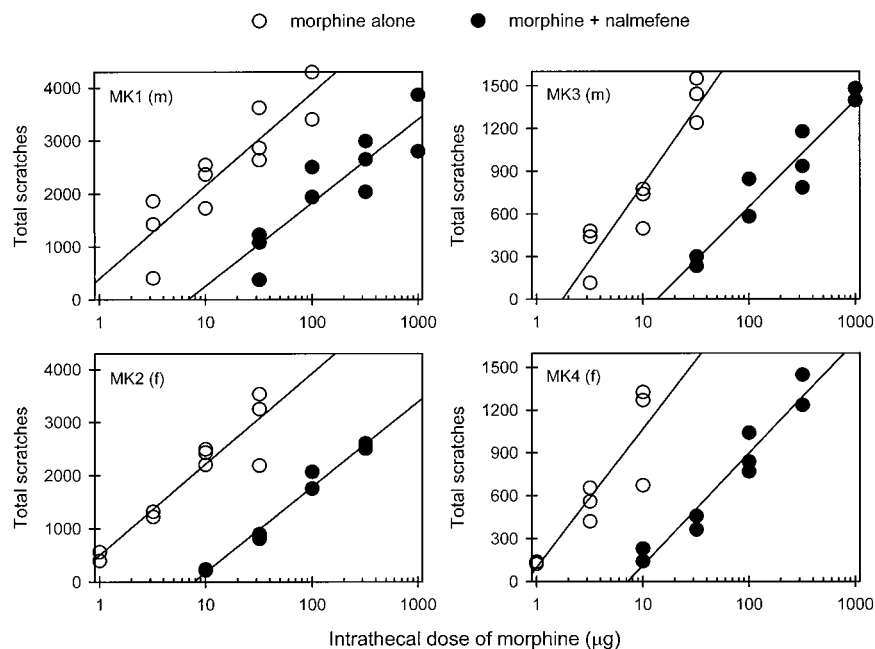 morphine alone morphine + nalmefene
MK1 (m)
Total scratches
4000
3000
2000
1000
0
1 10 100 1000
MK3 (m)
Total scratches
1500
1200
900
600
300
0
1 10 100 1000
MK2 (f)
Total scratches
4000
3000
2000
1000
0
1 10 100 1000
MK4 (f)
Total scratches
1500
1200
900
600
300
0
1 10 100 1000
Intrathecal dose of morphine (μg)